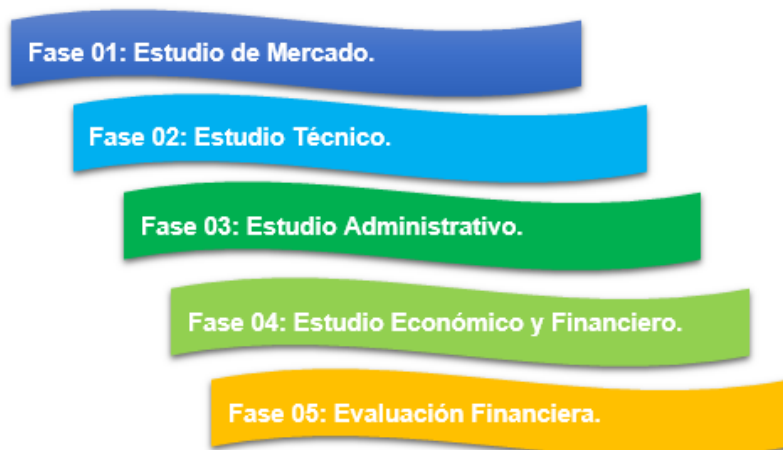 Fase 01: Estudio de Mercado.
Fase 02: Estudio Técnico.
Fase 03: Estudio Administrativo.
Fase 04: Estudio Económico y Financiero.
Fase 05: Evaluación Financiera.